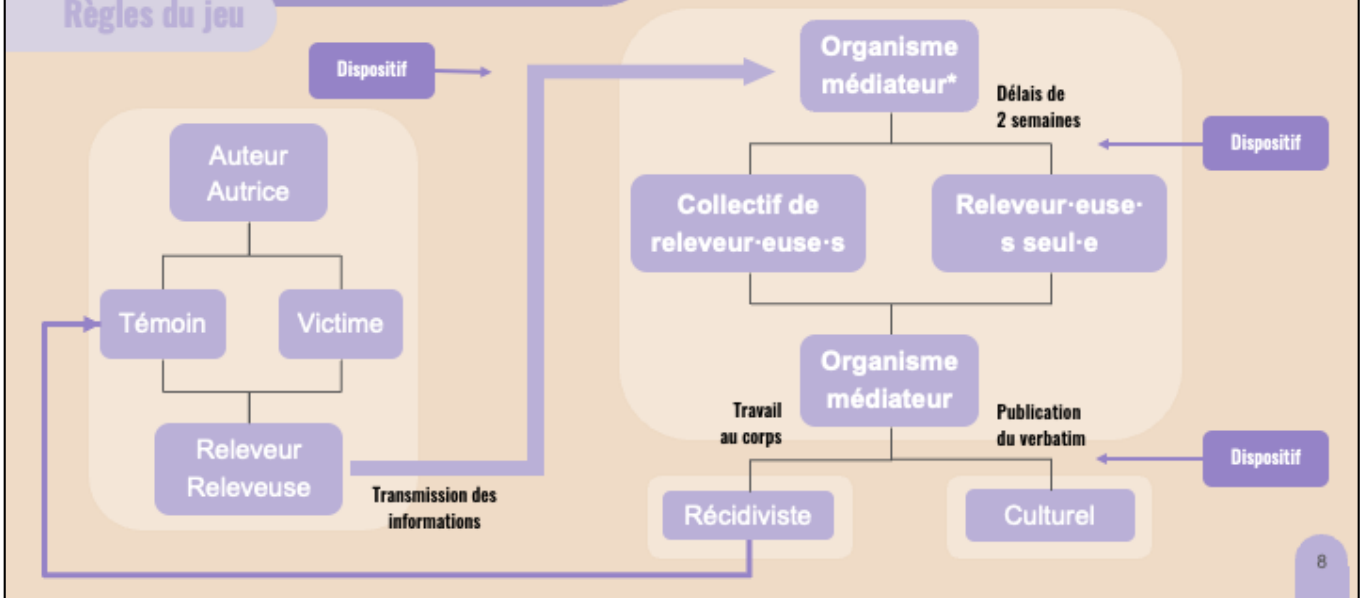 Règles du jeu
Dispositif
Auteur
Autrice
Témoin
Victime
Releveur
Releveuse
Transmission des
informations
Organisme
médiateur*
Délais de
2 semaines
Dispositif
Collectif de
releveur·euse·s
Releveur·euse·
s seul·e
Organisme
médiateur
Travail
au corps
Publication
du verbatim
Dispositif
Récidiviste
Culturel
8